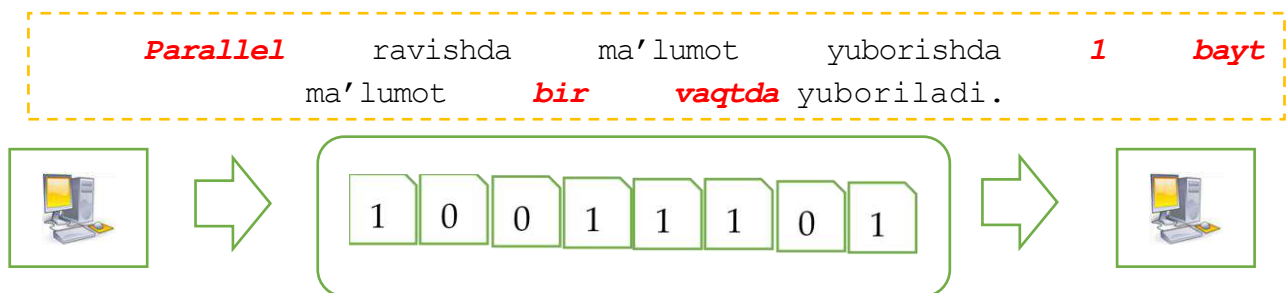 Parallel ravishda ma’lumot yuborishda 1 bayt
ma’lumot bir vaqtda yuboriladi.
1 0 0 1 1 1 0 1